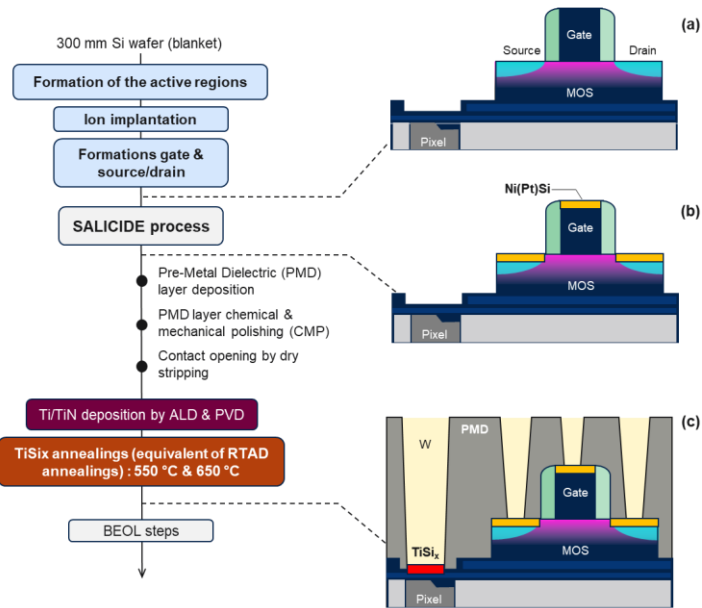 300 mm Si wafer (blanket)
Formation of the active regions
Ion implantation
Formations gate &
source/drain
SALICIDE process
Pre-Metal Dielectric (PMD)
layer deposition
PMD layer chemical &
mechanical polishing (CMP)
Contact opening by dry
stripping
Ti/TiN deposition by ALD & PVD
TiSix annealings (equivalent of RTAD
annealings) : 550 °C & 650 °C
BEOL steps
(a)
Gate
Source
Drain
MOS
Pixel
Ni(Pt)Si
(b)
Gate
MOS
Pixel
(c)
PMD
W
Gate
TiSiₓ
MOS
Pixel